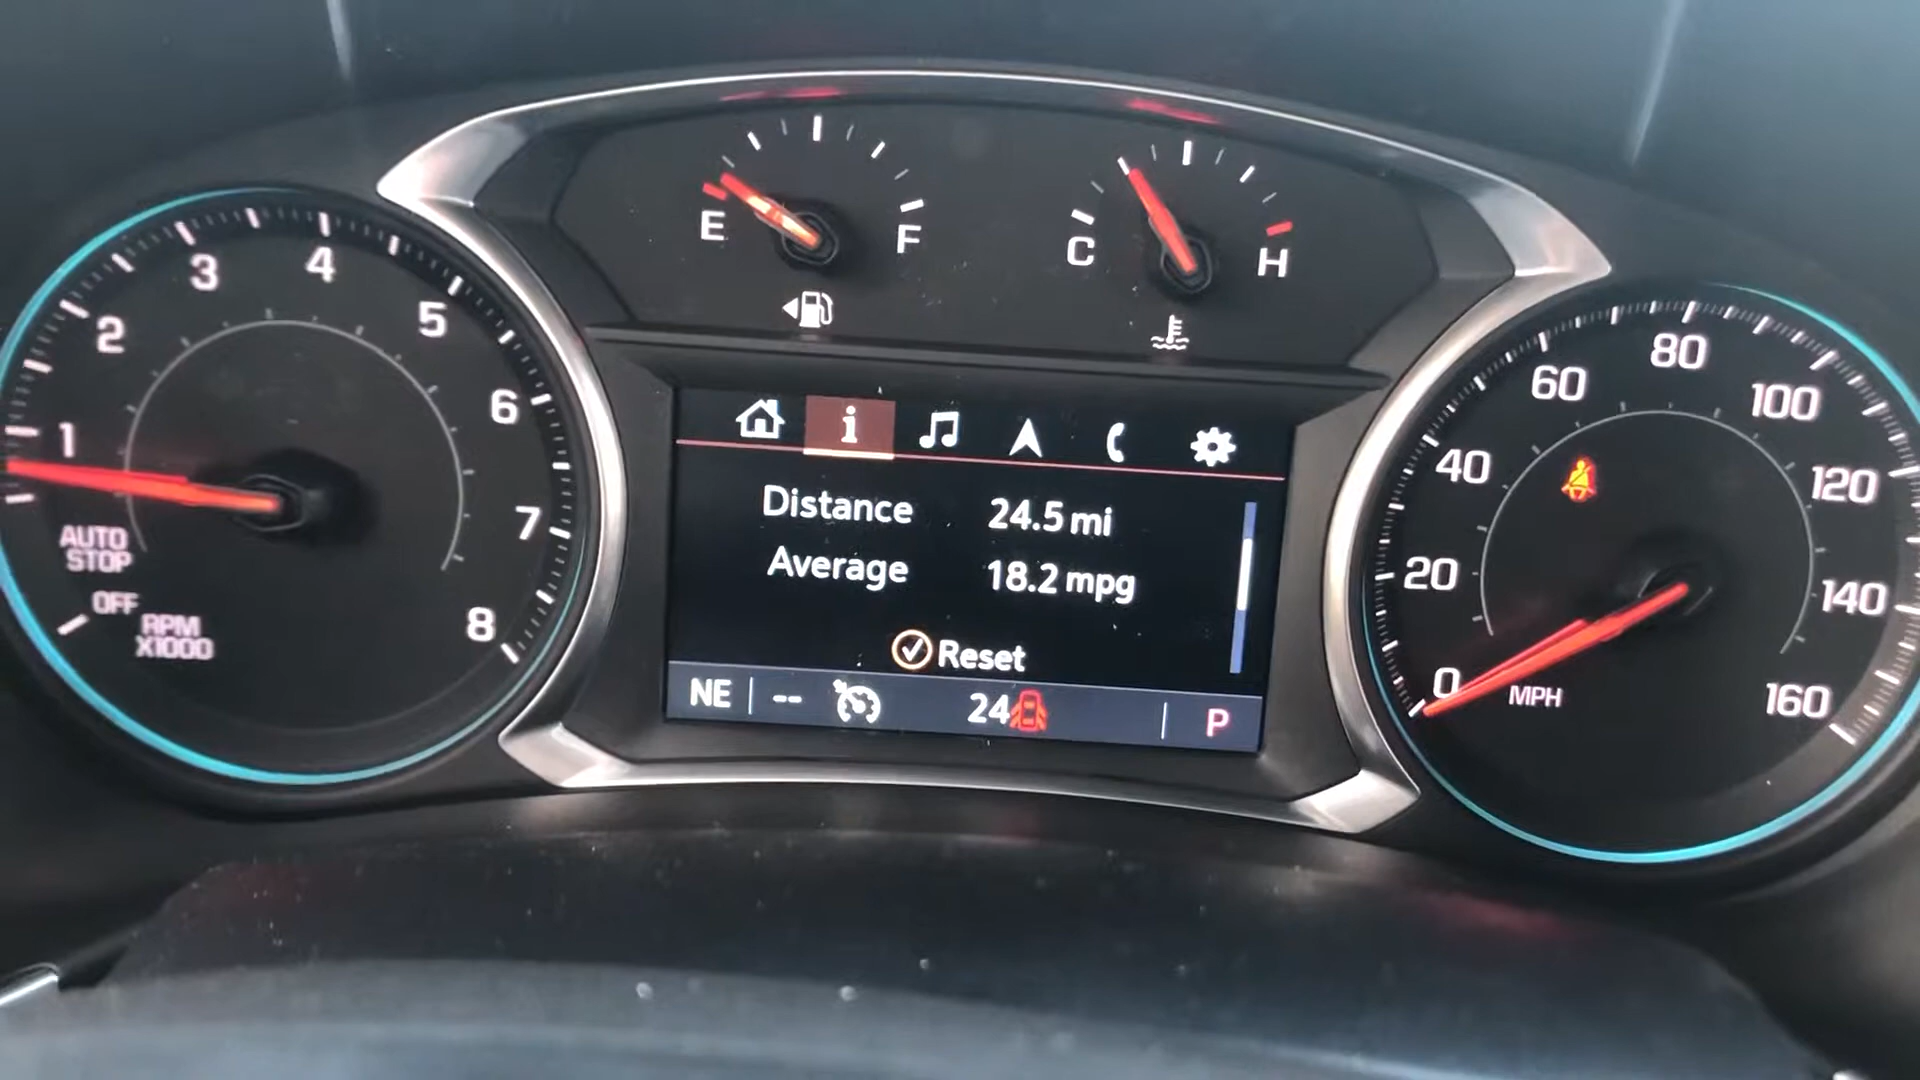 E F
C H
1 2 3 4 5 6 7 8
AUTO
STOP
OFF
RPM
X1000
i
Distance 24.5 mi
Average 18.2 mpg
Reset
NE -- 24 P
0 20 40 60 80 100 120 140 160
MPH